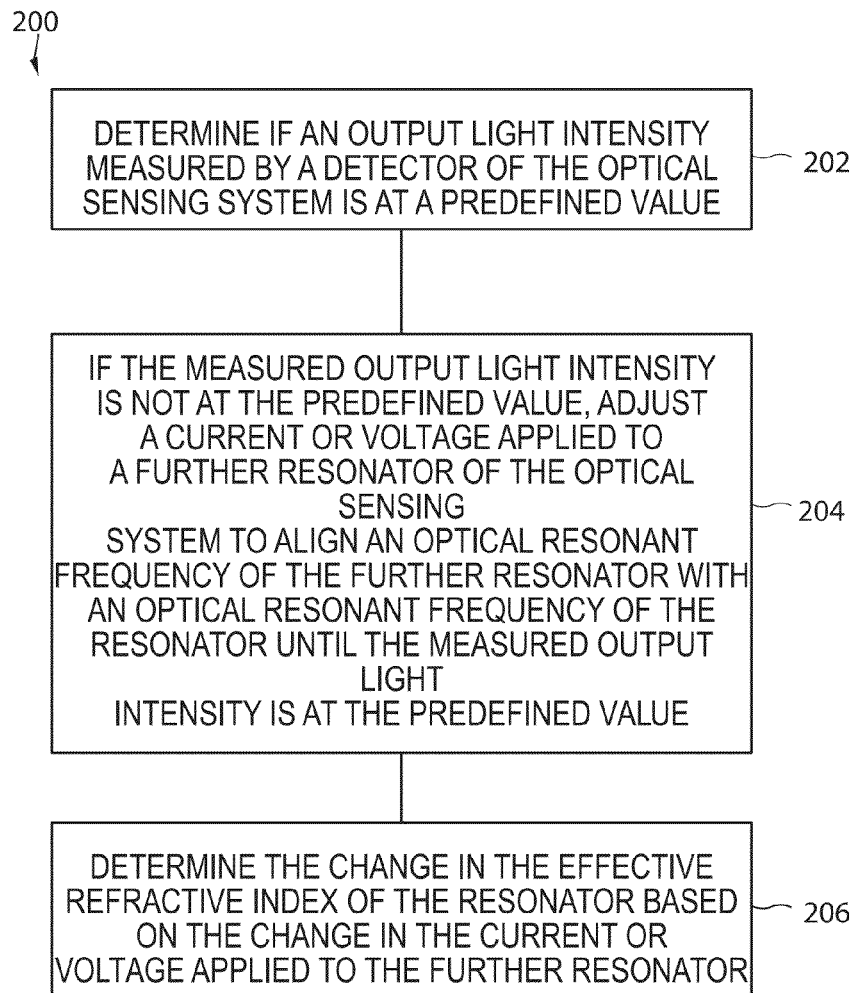 200
DETERMINE IF AN OUTPUT LIGHT INTENSITY
MEASURED BY A DETECTOR OF THE OPTICAL
SENSING SYSTEM IS AT A PREDEFINED VALUE
202
IF THE MEASURED OUTPUT LIGHT INTENSITY
IS NOT AT THE PREDEFINED VALUE, ADJUST
A CURRENT OR VOLTAGE APPLIED TO
A FURTHER RESONATOR OF THE OPTICAL
SENSING
SYSTEM TO ALIGN AN OPTICAL RESONANT
FREQUENCY OF THE FURTHER RESONATOR WITH
AN OPTICAL RESONANT FREQUENCY OF THE
RESONATOR UNTIL THE MEASURED OUTPUT
LIGHT
INTENSITY IS AT THE PREDEFINED VALUE
204
DETERMINE THE CHANGE IN THE EFFECTIVE
REFRACTIVE INDEX OF THE RESONATOR BASED
ON THE CHANGE IN THE CURRENT OR
VOLTAGE APPLIED TO THE FURTHER RESONATOR
206